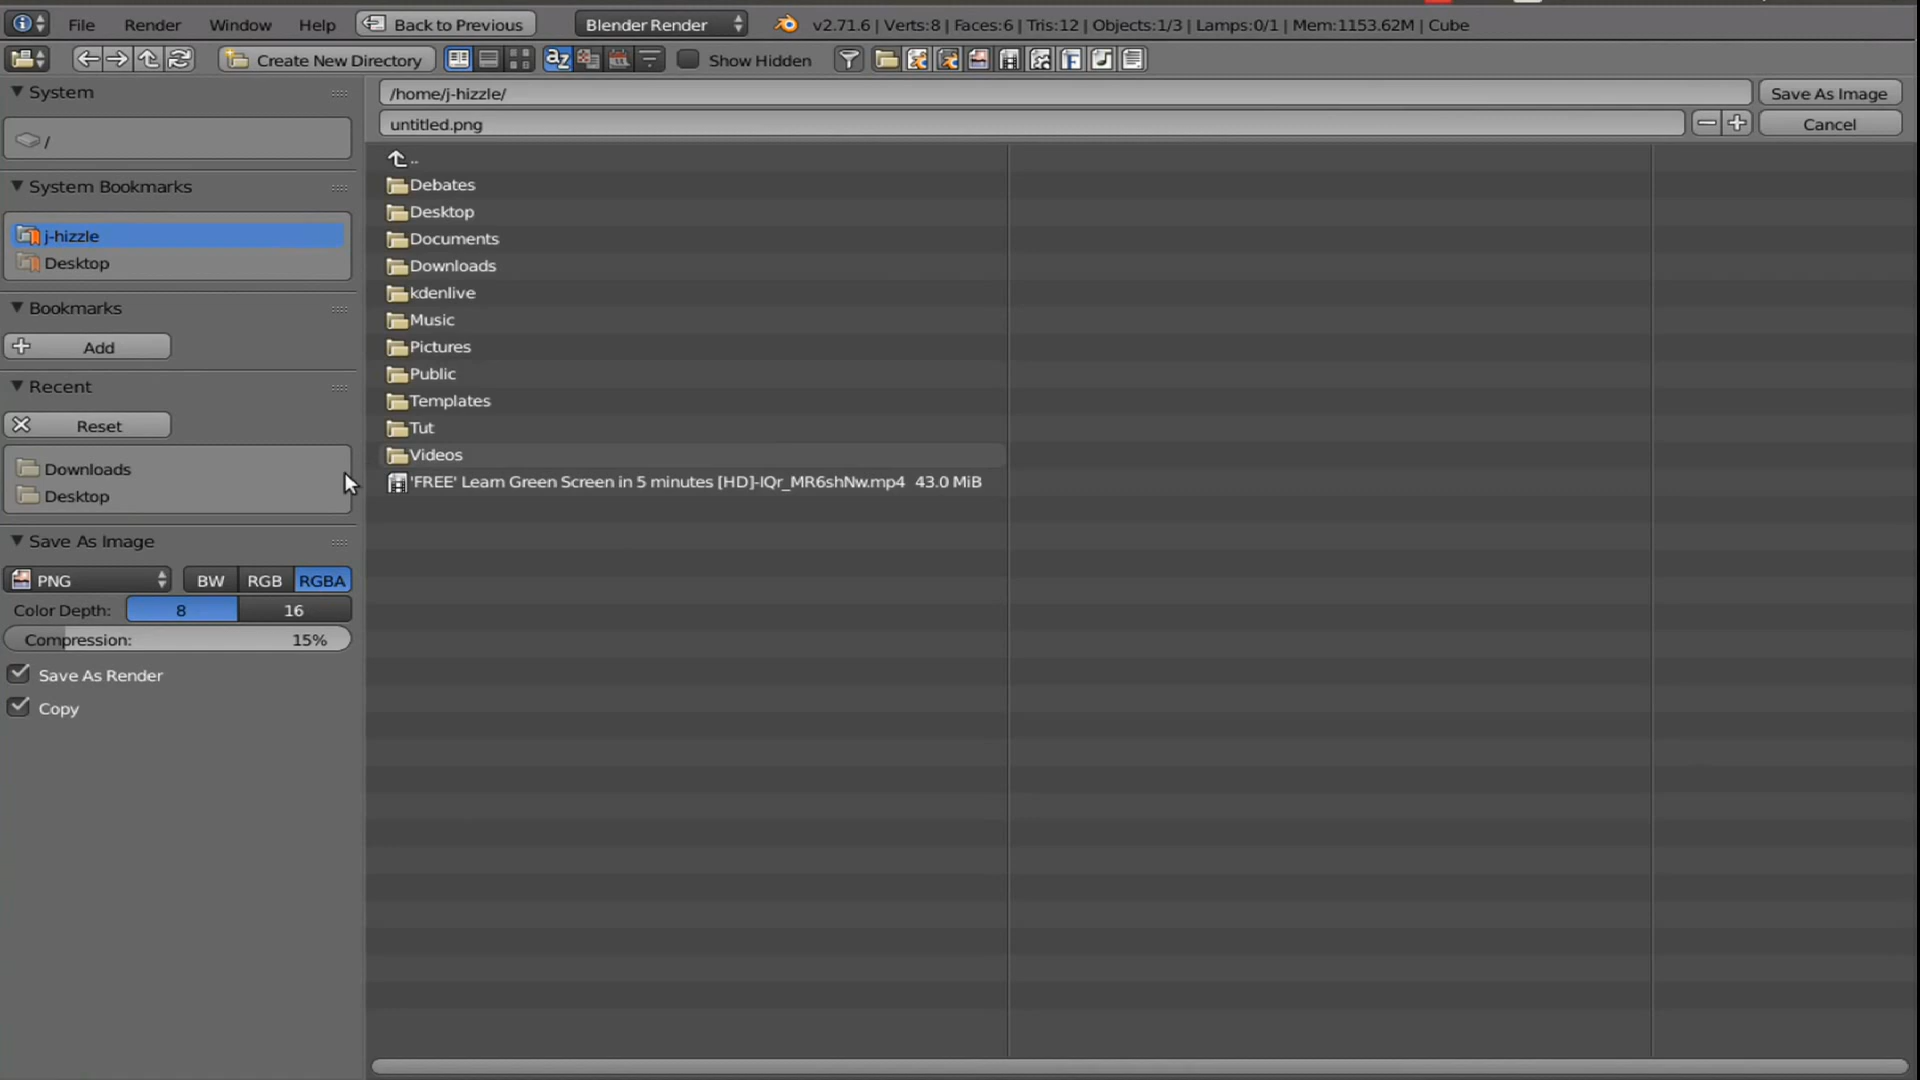 File Render Window Help Back to Previous Blender Render v2.71.6 | Verts:8 | Faces:6 | Tris:12 | Objects:1/3 | Lamps:0/1 | Mem:1153.62M | Cube
Create New Directory Show Hidden
System
/
System Bookmarks
j-hizzle
Desktop
Bookmarks
Add
Recent
Reset
Downloads
Desktop
Save As Image
PNG BW RGB RGBA
Color Depth: 8 16
Compression: 15%
Save As Render
Copy
/home/j-hizzle/ Save As Image
untitled.png Cancel
..
Debates
Desktop
Documents
Downloads
kdenlive
Music
Pictures
Public
Templates
Tut
Videos
'FREE' Learn Green Screen in 5 minutes [HD]-IQr_MR6shNw.mp4 43.0 MiB